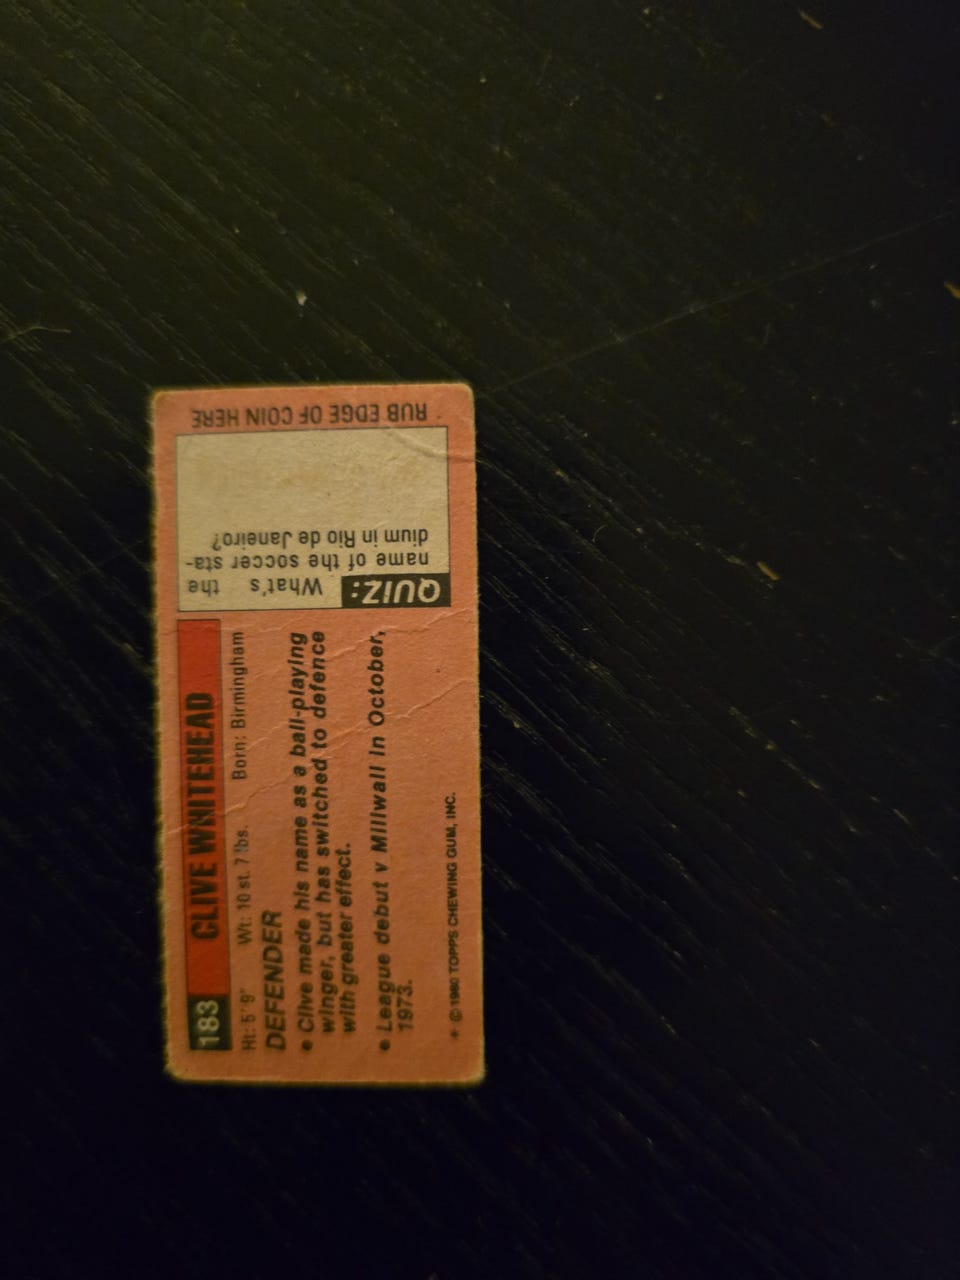 183 CLIVE WHITEHEAD
Ht: 5' 9" Wt: 10 st. 7 lbs. Born: Birmingham
DEFENDER
• Clive made his name as a ball-playing
winger, but has switched to defence
with greater effect.
• League debut v Millwall in October,
1973.
* © 1980 TOPPS CHEWING GUM, INC.
QUIZ: What's the
name of the soccer sta-
dium in Rio de Janeiro?
RUB EDGE OF COIN HERE